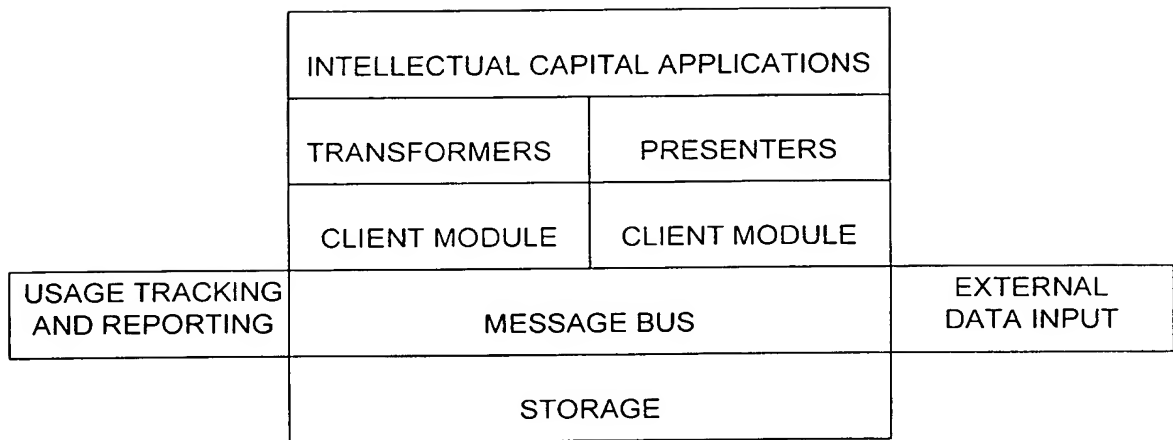 INTELLECTUAL CAPITAL APPLICATIONS
TRANSFORMERS
PRESENTERS
CLIENT MODULE
CLIENT MODULE
USAGE TRACKING
AND REPORTING
MESSAGE BUS
EXTERNAL
DATA INPUT
STORAGE